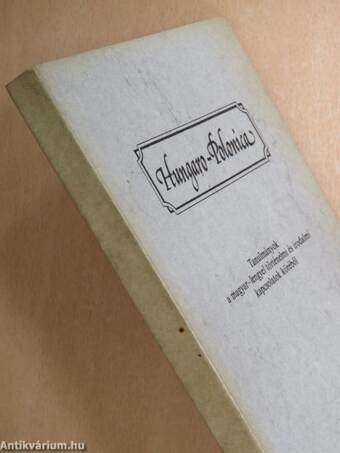 Hungaro-Polonica
Tanulmányok
a magyar-lengyel történelmi és irodalmi
kapcsolatok köréből
Antikvárium.hu